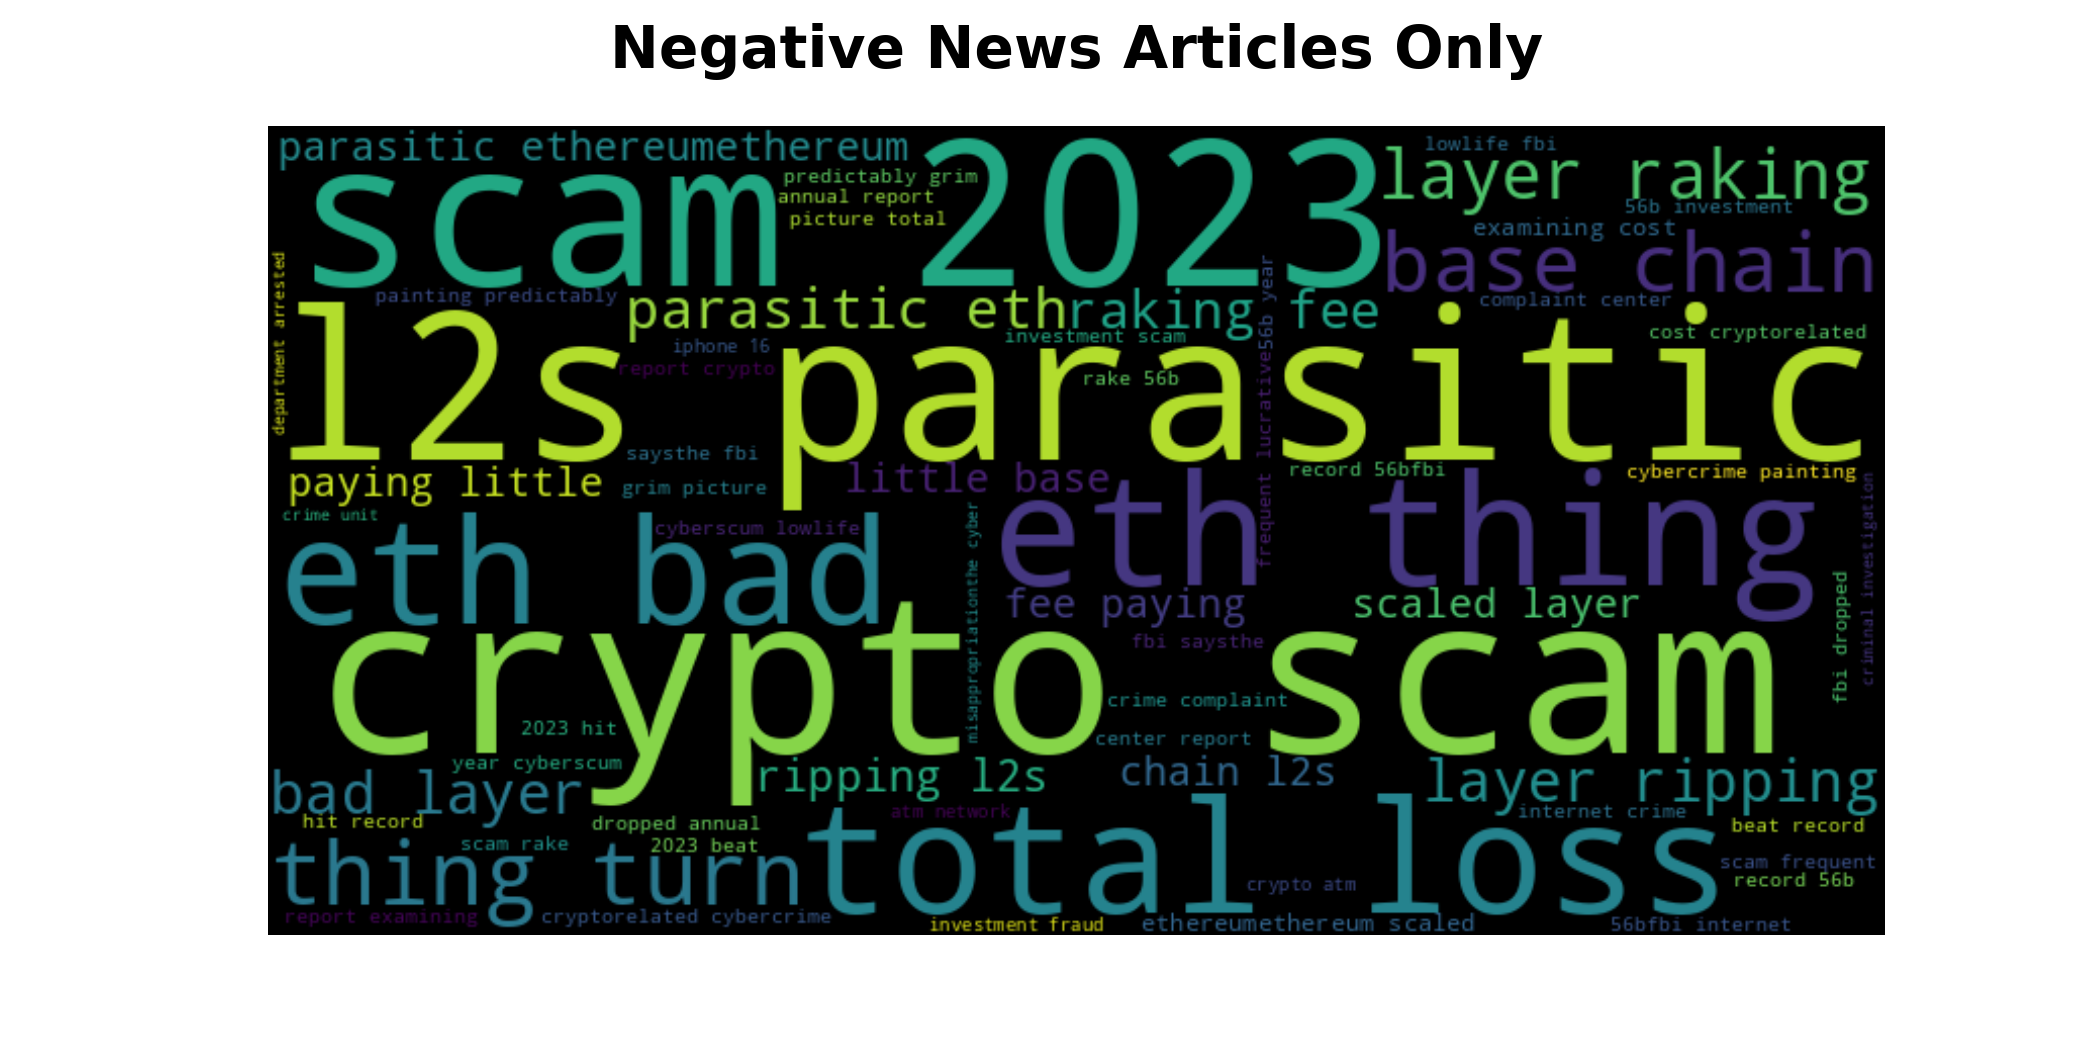 Negative News Articles Only
parasitic ethereumethereum
scam 2023
predictably grim
annual report
picture total
lowlife fbi
layer raking
56b investment
examining cost
base chain
department arrested
painting predictably
parasitic eth
raking fee
56b year
complaint center
investment scam
cost cryptorelated
iphone 16
report crypto
l2s parasitic
rake 56b
frequent lucrative
saysthe fbi
little base
record 56bfbi
cybercrime painting
paying little
grim picture
crime unit
cyberscum lowlife
misappropriationthe cyber
eth thing
criminal investigation
eth bad
fee paying
scaled layer
fbi dropped
fbi saysthe
crypto scam
crime complaint
2023 hit
center report
year cyberscum
bad layer
ripping l2s
chain l2s
layer ripping
hit record
dropped annual
atm network
internet crime
beat record
scam rake
2023 beat
thing turn
total loss
scam frequent
crypto atm
record 56b
report examining
cryptorelated cybercrime
investment fraud
ethereumethereum scaled
56bfbi internet